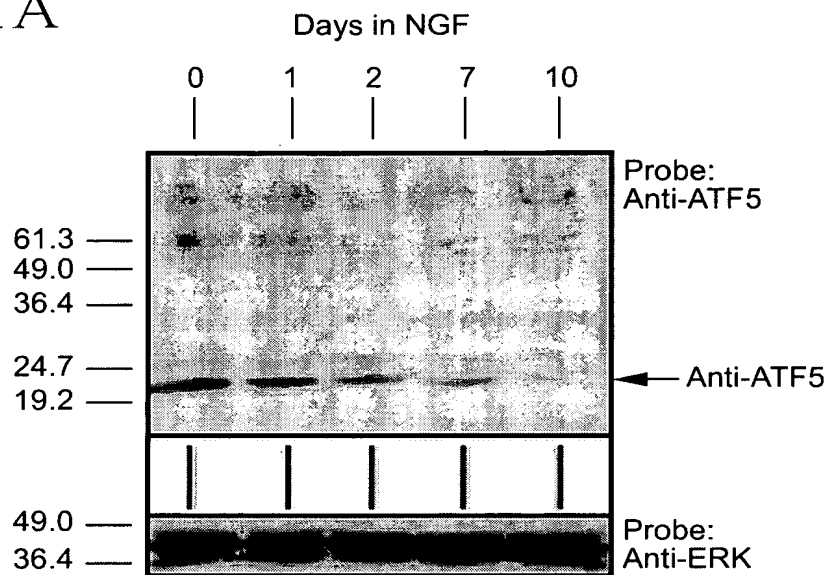 1A
Days in NGF
0 1 2 7 10
Probe:
Anti-ATF5
61.3
49.0
36.4
24.7
19.2
Anti-ATF5
49.0
36.4
Probe:
Anti-ERK